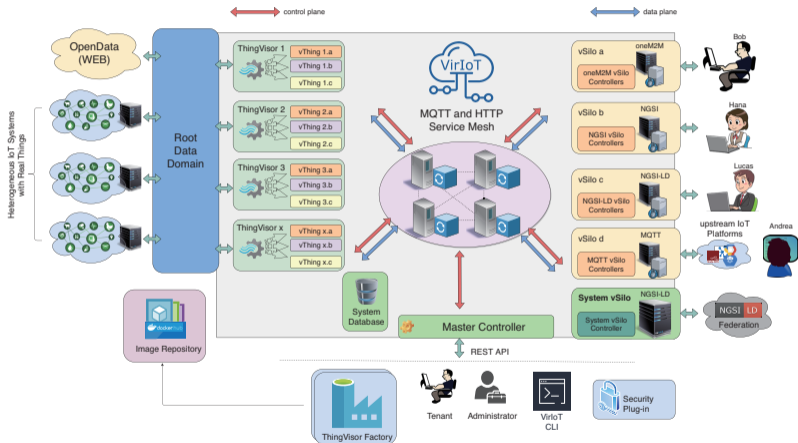 control plane
data plane
OpenData
(WEB)
Heterogeneous IoT Systems
with Real Things
Root
Data
Domain
ThingVisor 1
vThing 1.a
vThing 1.b
vThing 1.c
ThingVisor 2
vThing 2.a
vThing 2.b
vThing 2.c
ThingVisor 3
vThing 3.a
vThing 3.b
vThing 3.c
ThingVisor x
vThing x.a
vThing x.b
vThing x.c
VirIoT
MQTT and HTTP
Service Mesh
vSilo a
oneM2M
oneM2M vSilo
Controllers
vSilo b
NGSI
NGSI vSilo
Controllers
vSilo c
NGSI-LD
NGSI-LD vSilo
Controllers
vSilo d
MQTT
MQTT vSilo
Controllers
System vSilo
NGSI-LD
System vSilo
Controller
Bob
Hana
Lucas
upstream IoT
Platforms
Andrea
NGSI LD
Federation
System
Database
Master Controller
REST API
dockerhub
Image Repository
ThingVisor Factory
Tenant
Administrator
VirIoT
CLI
Security
Plug-in